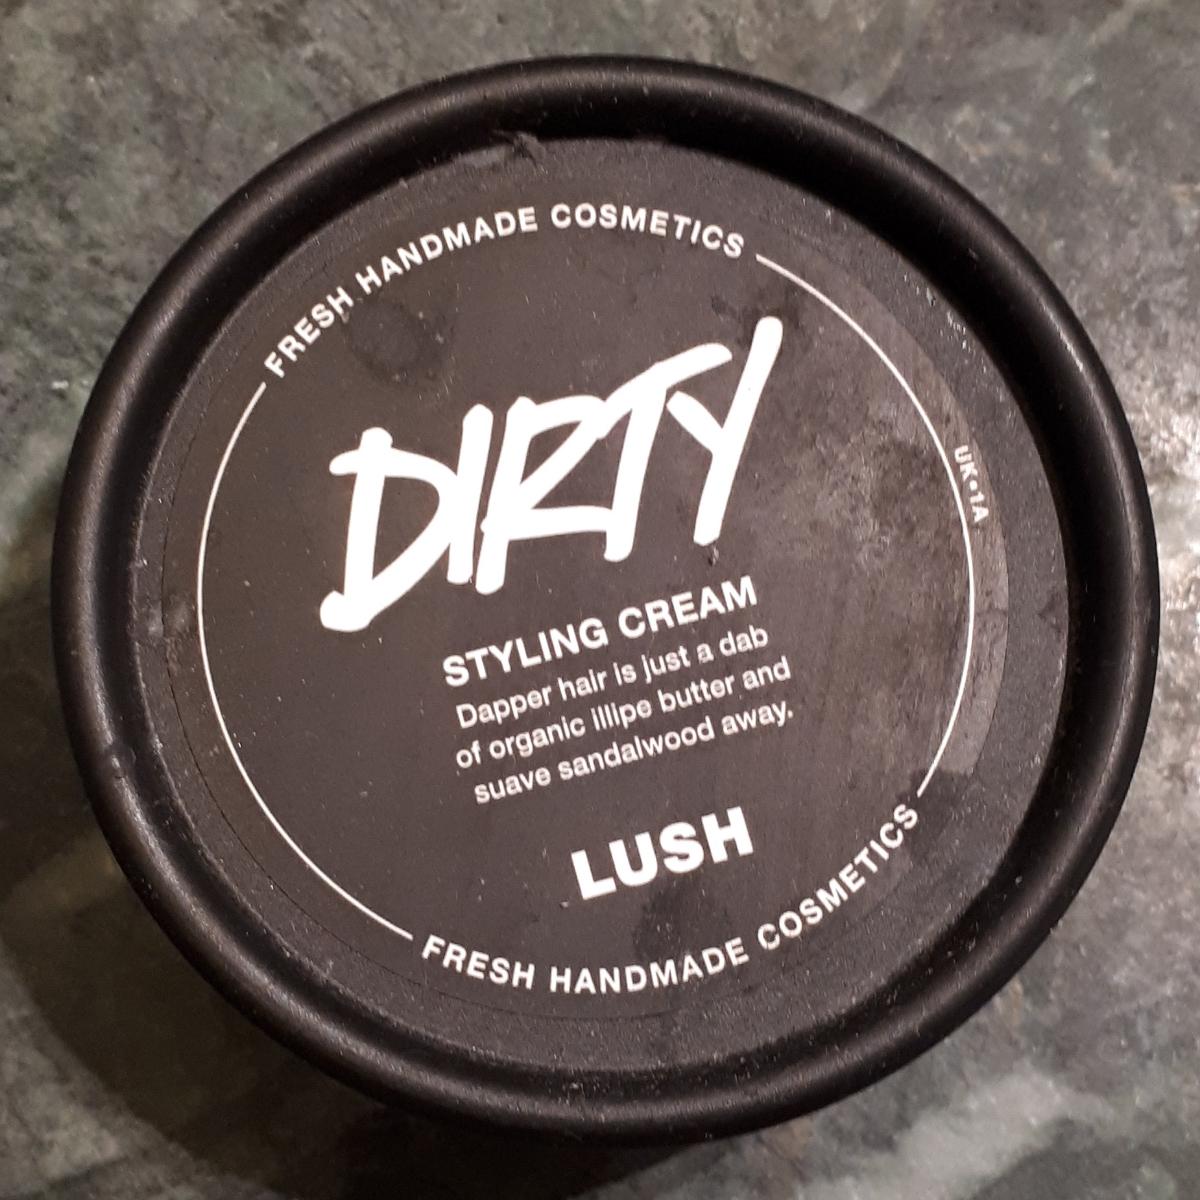 FRESH HANDMADE COSMETICS
DIRTY
UK•1A
STYLING CREAM
Dapper hair is just a dab
of organic illipe butter and
suave sandalwood away.
LUSH
FRESH HANDMADE COSMETICS